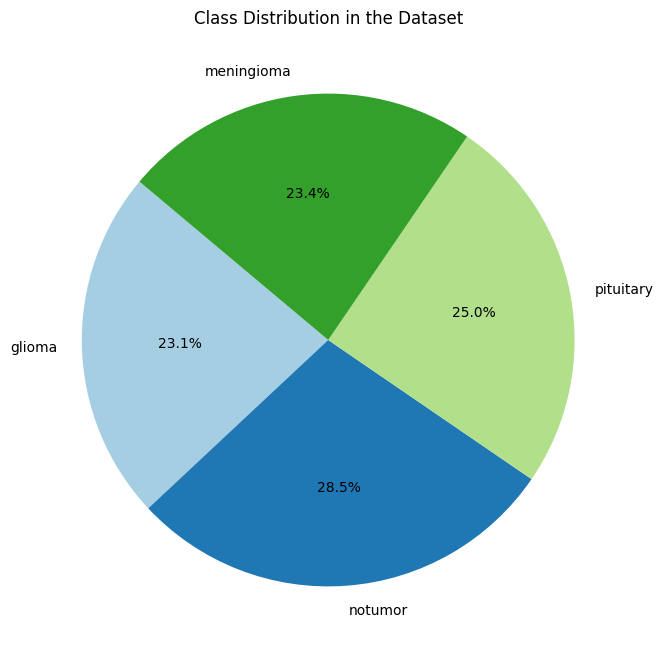 Class Distribution in the Dataset
meningioma
23.4%
pituitary
25.0%
glioma
23.1%
28.5%
notumor